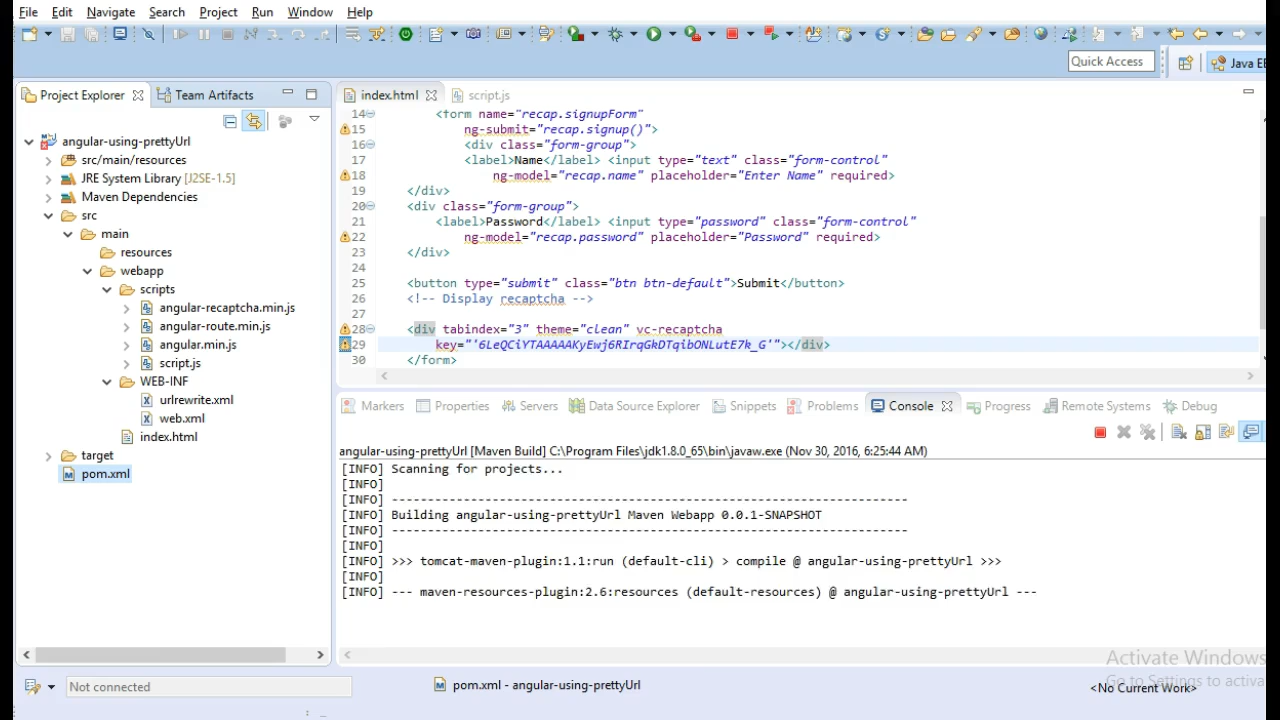 File Edit Navigate Search Project Run Window Help
Quick Access
Java EE
Project Explorer
Team Artifacts
angular-using-prettyUrl
src/main/resources
JRE System Library [J2SE-1.5]
Maven Dependencies
src
main
resources
webapp
scripts
angular-recaptcha.min.js
angular-route.min.js
angular.min.js
script.js
WEB-INF
urlrewrite.xml
web.xml
index.html
target
pom.xml
index.html script.js
14 <form name="recap.signupForm"
15 ng-submit="recap.signup()">
16 <div class="form-group">
17 <label>Name</label> <input type="text" class="form-control"
18 ng-model="recap.name" placeholder="Enter Name" required>
19 </div>
20 <div class="form-group">
21 <label>Password</label> <input type="password" class="form-control"
22 ng-model="recap.password" placeholder="Password" required>
23 </div>
24
25 <button type="submit" class="btn btn-default">Submit</button>
26 <!-- Display recaptcha -->
27
28 <div tabindex="3" theme="clean" vc-recaptcha
29 key="'6LeQCiYTAAAAAKyEwj6RIrqGkDTqibONLutE7k_G'"></div>
30 </form>
Markers Properties Servers Data Source Explorer Snippets Problems Console Progress Remote Systems Debug
angular-using-prettyUrl [Maven Build] C:\Program Files\jdk1.8.0_65\bin\javaw.exe (Nov 30, 2016, 6:25:44 AM)
[INFO] Scanning for projects...
[INFO]
[INFO] ------------------------------------------------------------------------
[INFO] Building angular-using-prettyUrl Maven Webapp 0.0.1-SNAPSHOT
[INFO] ------------------------------------------------------------------------
[INFO]
[INFO] >>> tomcat-maven-plugin:1.1:run (default-cli) > compile @ angular-using-prettyUrl >>>
[INFO]
[INFO] --- maven-resources-plugin:2.6:resources (default-resources) @ angular-using-prettyUrl ---
Activate Windows
Go to Settings to activa
Not connected
pom.xml - angular-using-prettyUrl
<No Current Work>